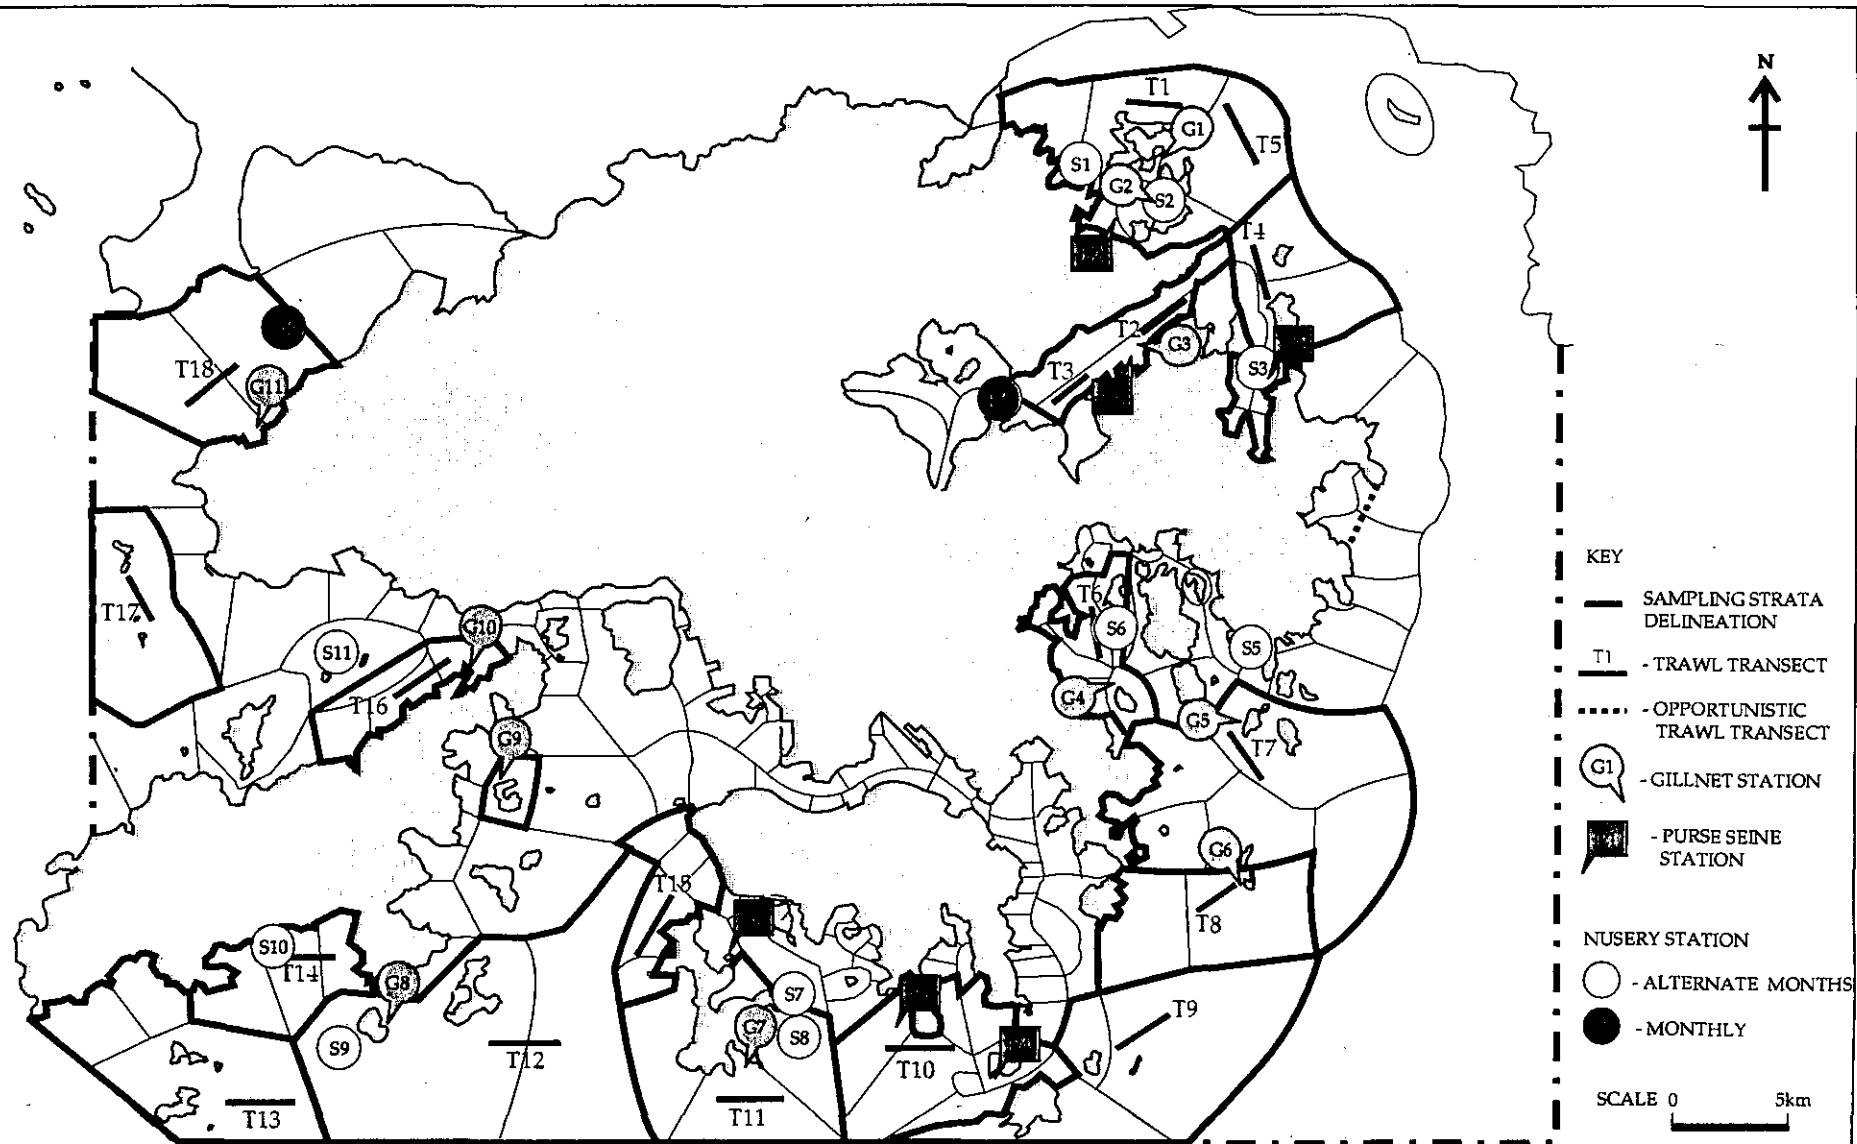 N
T1
G1
T5
S1
G2
S2
T4
T2
G3
T3
S3
T18
G11
T17
S11
G10
T16
G9
T6
S6
S5
G4
G5
T7
G6
T8
T15
S10
T14
G8
S9
T12
S7
G7
S8
T9
T10
T13
T11
KEY
SAMPLING STRATA
DELINEATION
T1
- TRAWL TRANSECT
- OPPORTUNISTIC
TRAWL TRANSECT
G1
- GILLNET STATION
- PURSE SEINE
STATION
NUSERY STATION
- ALTERNATE MONTHS
- MONTHLY
SCALE 0 5km